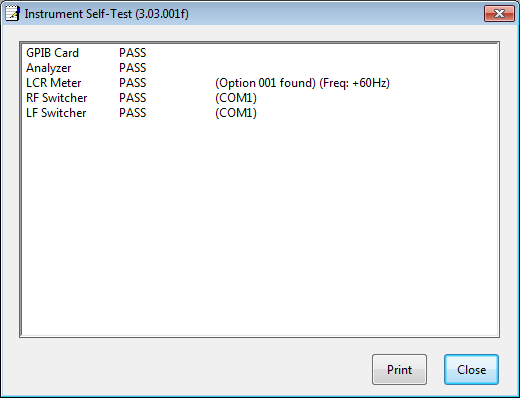 Instrument Self-Test (3.03.001f)
GPIB Card PASS
Analyzer PASS
LCR Meter PASS (Option 001 found) (Freq: +60Hz)
RF Switcher PASS (COM1)
LF Switcher PASS (COM1)
Print Close